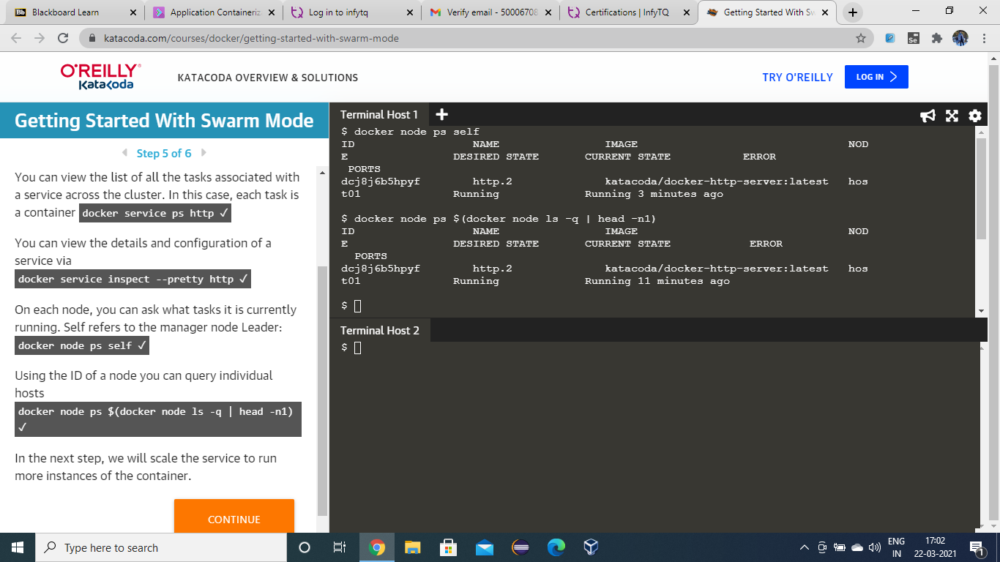 Blackboard Learn
Application Containeriz
Log in to infytq
Verify email - 50006708
Certifications | InfyTQ
Getting Started With Sw
katacoda.com/courses/docker/getting-started-with-swarm-mode
O'REILLY
Katacoda
KATACODA OVERVIEW & SOLUTIONS
TRY O'REILLY
LOG IN
Getting Started With Swarm Mode
Step 5 of 6
You can view the list of all the tasks associated with
a service across the cluster. In this case, each task is
a container docker service ps http ✓
You can view the details and configuration of a
service via
docker service inspect --pretty http ✓
On each node, you can ask what tasks it is currently
running. Self refers to the manager node Leader:
docker node ps self ✓
Using the ID of a node you can query individual
hosts
docker node ps $(docker node ls -q | head -n1)
✓
In the next step, we will scale the service to run
more instances of the container.
CONTINUE
Terminal Host 1
$ docker node ps self
ID NAME IMAGE NOD
E DESIRED STATE CURRENT STATE ERROR
PORTS
dcj8j6b5hpyf http.2 katacoda/docker-http-server:latest hos
t01 Running Running 3 minutes ago
$ docker node ps $(docker node ls -q | head -n1)
ID NAME IMAGE NOD
E DESIRED STATE CURRENT STATE ERROR
PORTS
dcj8j6b5hpyf http.2 katacoda/docker-http-server:latest hos
t01 Running Running 11 minutes ago
$
Terminal Host 2
$
Type here to search
ENG
IN
17:02
22-03-2021
1